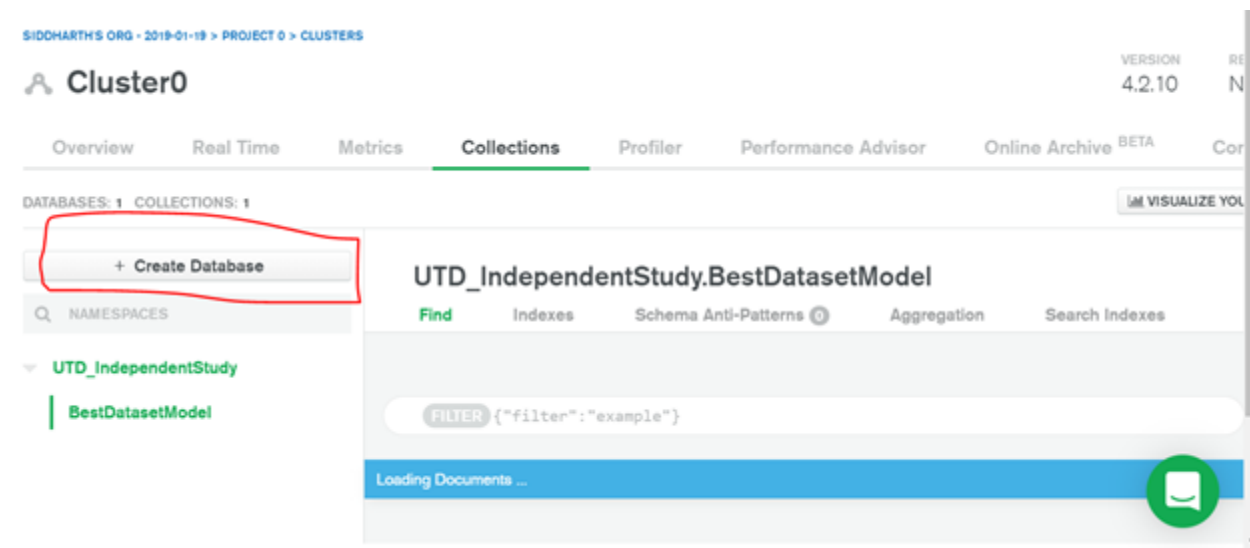 SIDDHARTH'S ORG - 2019-01-19 > PROJECT 0 > CLUSTERS
Cluster0
VERSION
4.2.10
Overview Real Time Metrics Collections Profiler Performance Advisor Online Archive BETA
DATABASES: 1 COLLECTIONS: 1
VISUALIZE
+ Create Database
NAMESPACES
UTD_IndependentStudy
BestDatasetModel
UTD_IndependentStudy.BestDatasetModel
Find Indexes Schema Anti-Patterns 0 Aggregation Search Indexes
FILTER {"filter":"example"}
Loading Documents ...